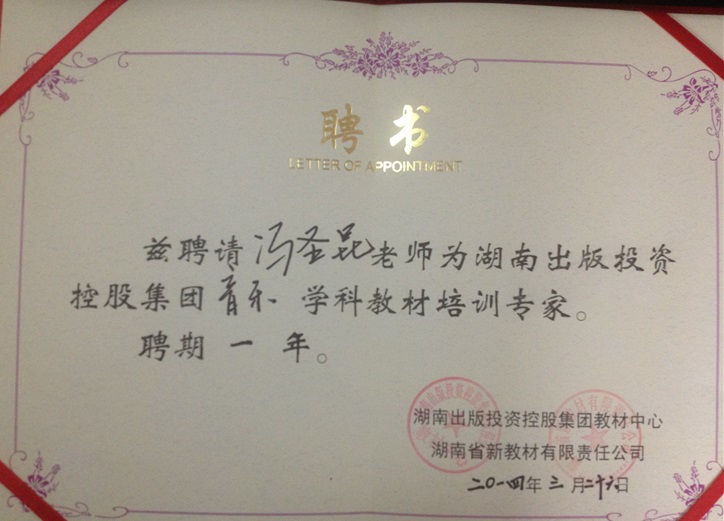 聘书
LETTER OF APPOINTMENT
兹聘请冯圣昆老师为湖南出版投资
控股集团音乐 学科教材培训专家。
聘期 一 年。
湖南出版投资控股集团教材中心
湖南省新教材有限责任公司
二〇一四年三月二十六日